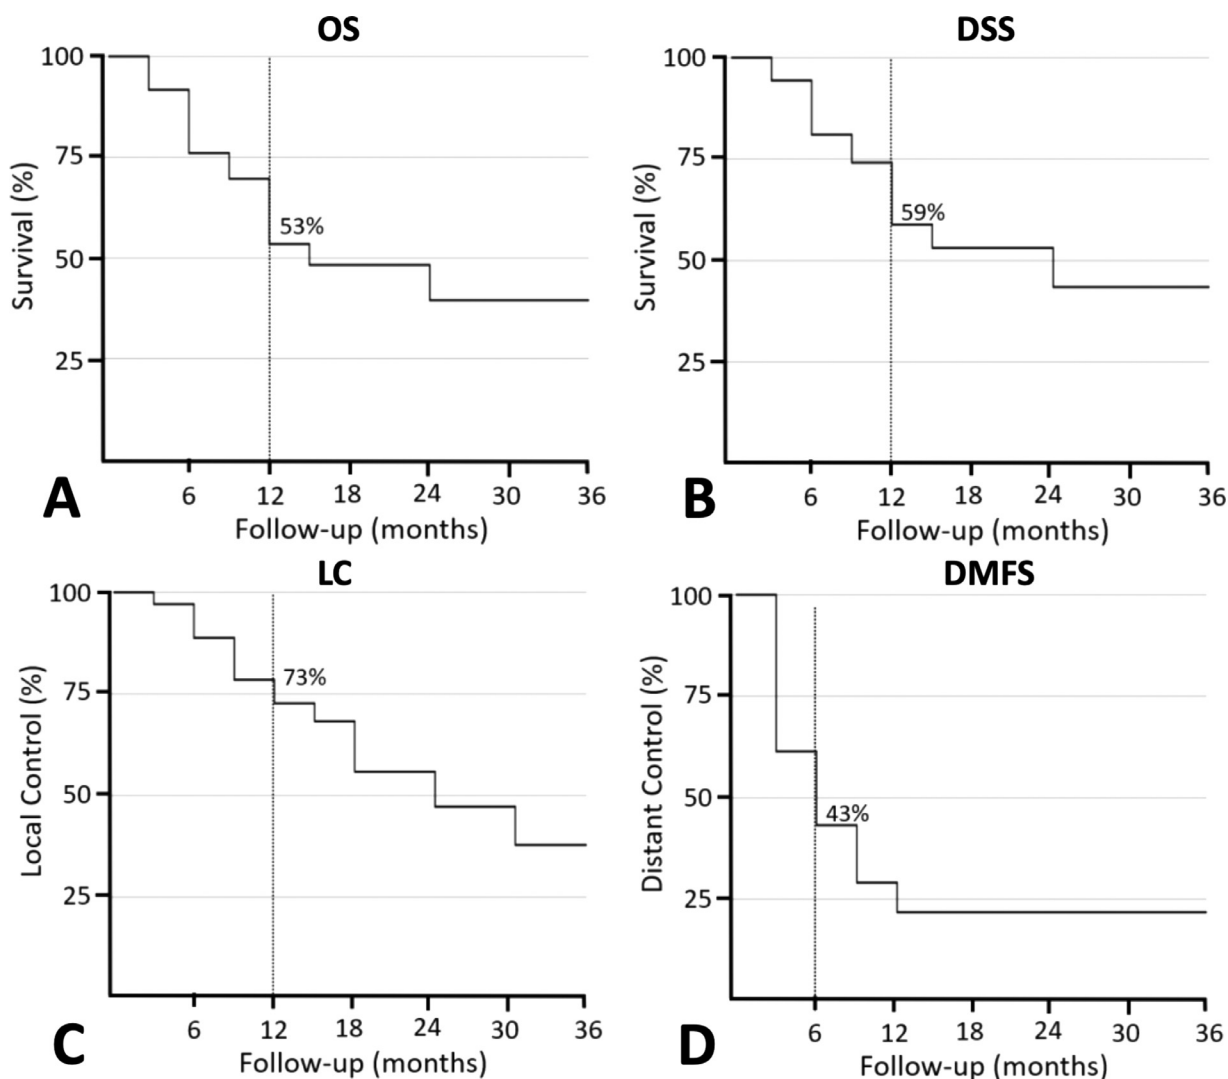 OS
100
75
50
25
Survival (%)
53%
6 12 18 24 30 36
Follow-up (months)
A
DSS
100
75
50
25
Survival (%)
59%
6 12 18 24 30 36
Follow-up (months)
B
LC
100
75
50
25
Local Control (%)
73%
6 12 18 24 30 36
Follow-up (months)
C
DMFS
100
75
50
25
Distant Control (%)
43%
6 12 18 24 30 36
Follow-up (months)
D